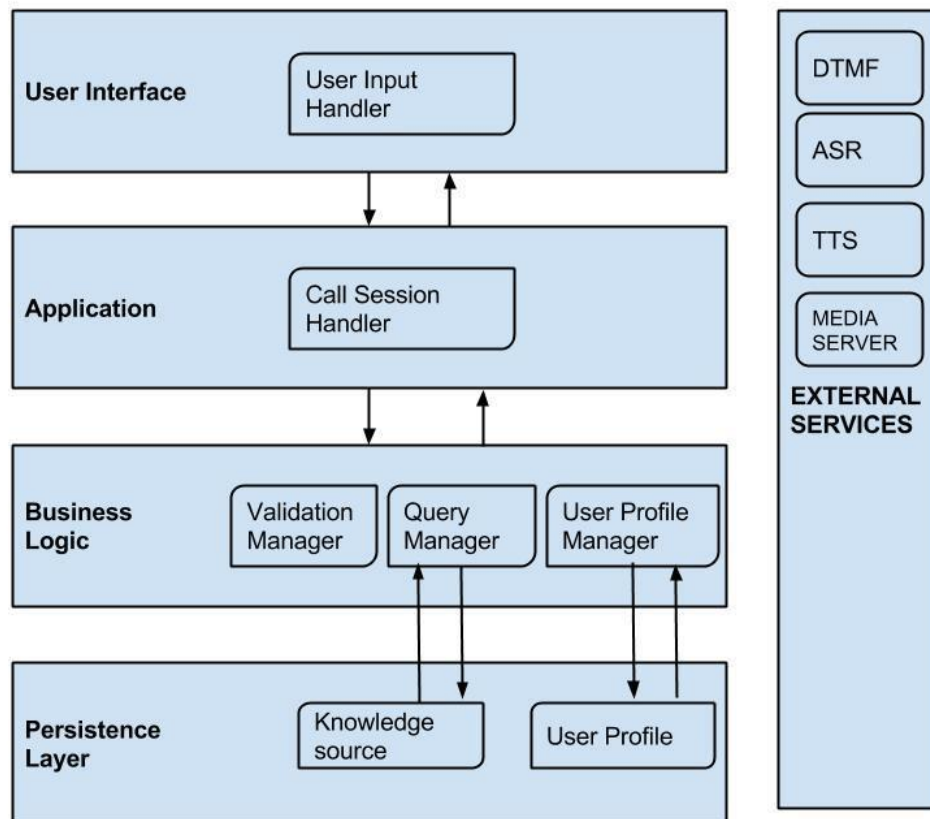 User Interface
User Input
Handler
Application
Call Session
Handler
Business
Logic
Validation
Manager
Query
Manager
User Profile
Manager
Persistence
Layer
Knowledge
source
User Profile
DTMF
ASR
TTS
MEDIA
SERVER
EXTERNAL
SERVICES